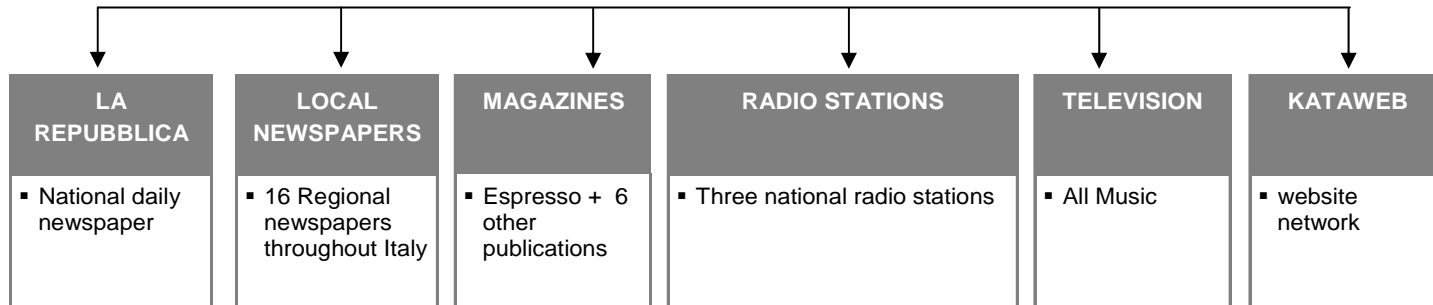 LA
REPUBBLICA
▪ National daily
newspaper
LOCAL
NEWSPAPERS
▪ 16 Regional
newspapers
throughout Italy
MAGAZINES
▪ Espresso + 6
other
publications
RADIO STATIONS
▪ Three national radio stations
TELEVISION
▪ All Music
KATAWEB
▪ website
network